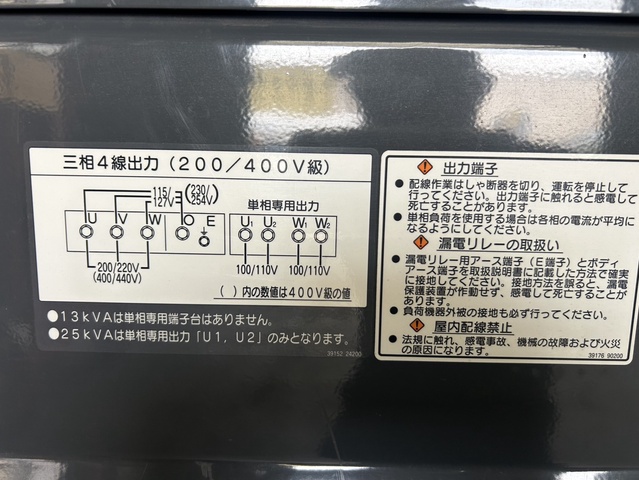 三相4線出力(200/400V級)
115/ (230/
127V 254V)
単相専用出力
U V W O E U₁ U₂ W₁ W₂
200/220V
(400/440V)
100/110V 100/110V
( )内の数値は400V級の値
●13kVAは単相専用端子台はありません。
●25kVAは単相専用出力「U1, U2」のみとなります。
39152 24200
出力端子
● 配線作業はしゃ断器を切り、運転を停止して
行ってください。出力端子に触れると感電して
死亡することがあります。
● 単相負荷を使用する場合は各相の電流が平均に
なるようにしてください。
漏電リレーの取扱い
● 漏電リレー用アース端子(E端子)とボディ
アース端子を取扱説明書に記載した方法で確実
に接地してください。接地方法を誤ると、漏電
保護装置が作動せず、感電して死亡することが
あります。
● 負荷機器外被の接地も必ず行ってください。
屋内配線禁止
● 法規に触れ、感電事故、機械の故障および火災
の原因になります。
39176 90200